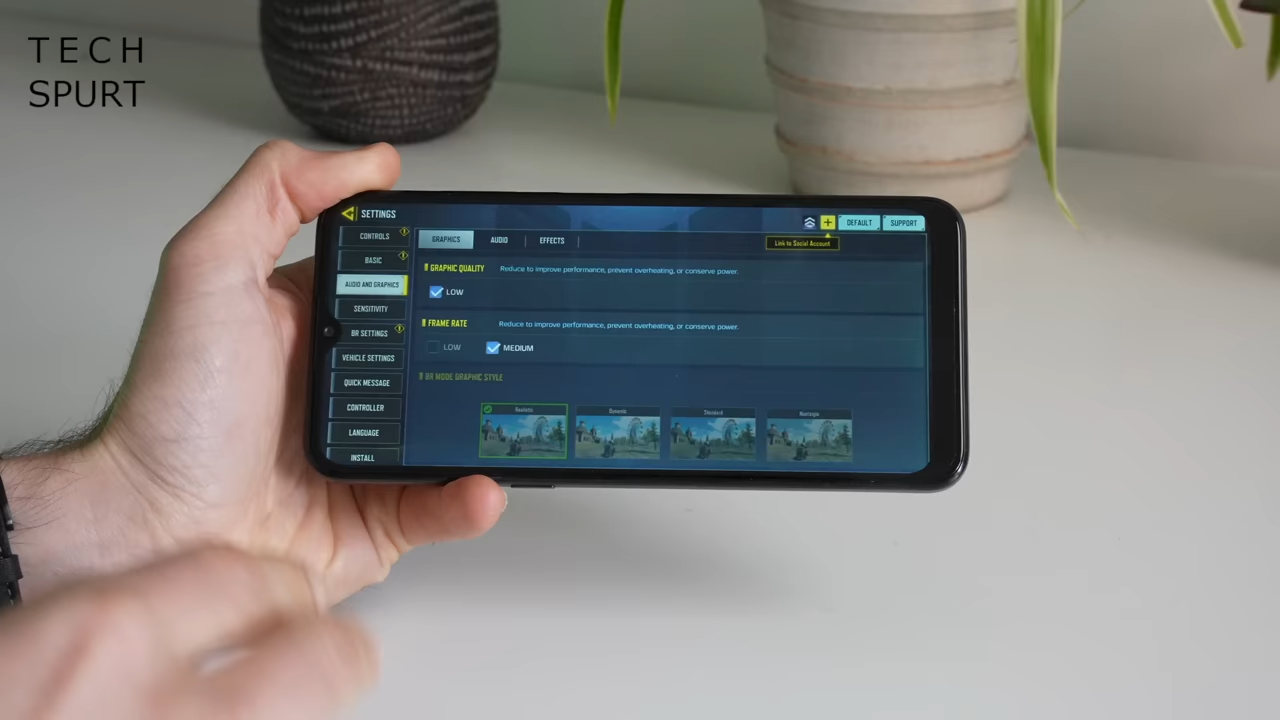 TECH
SPURT
SETTINGS
DEFAULT
SUPPORT
Link to Social Account
CONTROLS
BASIC
AUDIO AND GRAPHICS
SENSITIVITY
BR SETTINGS
VEHICLE SETTINGS
QUICK MESSAGE
CONTROLLER
LANGUAGE
INSTALL
GRAPHICS
AUDIO
EFFECTS
GRAPHIC QUALITY
Reduce to improve performance, prevent overheating, or conserve power.
LOW
FRAME RATE
Reduce to improve performance, prevent overheating, or conserve power.
LOW
MEDIUM
BR MODE GRAPHIC STYLE
Realistic
Dynamic
Standard
Nostalgia